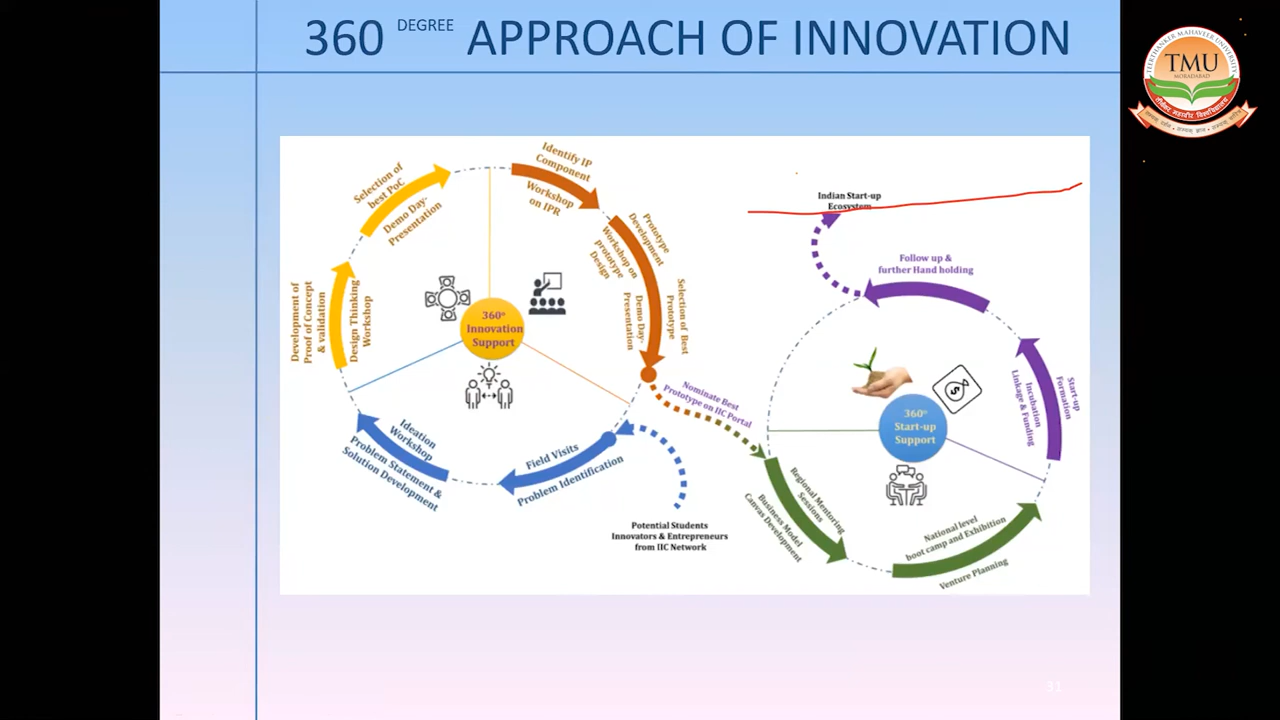 360 DEGREE APPROACH OF INNOVATION
TEERTHANKER MAHAVEER UNIVERSITY
TMU
MORADABAD
Selection of
best PoC
Demo Day-
Presentation
Identify IP
Component
Workshop
on IPR
Prototype
Development
Workshop on
prototype
Design
Selection of Best
Prototype
Demo Day-
Presentation
Development of
Proof of Concept
& validation
Design Thinking
Workshop
360°
Innovation
Support
Ideation
Workshop
Problem Statement &
Solution Development
Field Visits
Problem Identification
Potential Students
Innovators & Entrepreneurs
from IIC Network
Nominate Best
Prototype on IIC Portal
Indian Start-up
Ecosystem
Follow up &
further Hand holding
Start-up
Formation
Incubation
Linkage & Funding
360°
Start-up
Support
Regional Mentoring
Sessions
Business Model
Canvas Development
National level
boot camp and Exhibition
Venture Planning
31